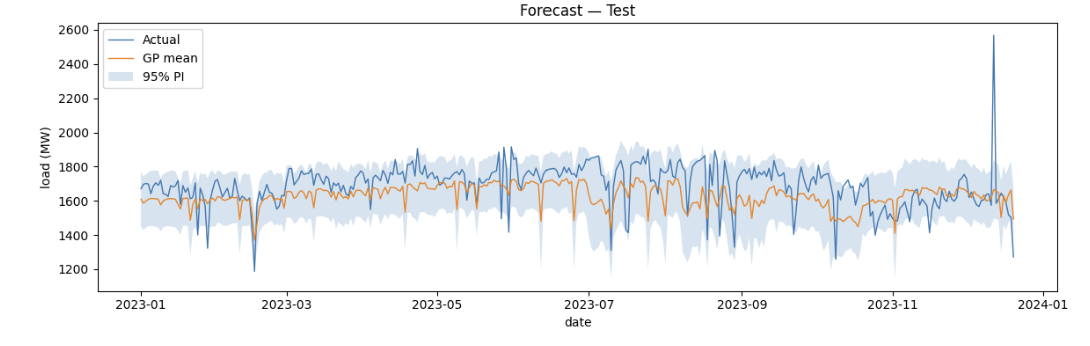 Forecast — Test
load (MW)
2600
2400
2200
2000
1800
1600
1400
1200
Actual
GP mean
95% PI
2023-01
2023-03
2023-05
2023-07
2023-09
2023-11
2024-01
date